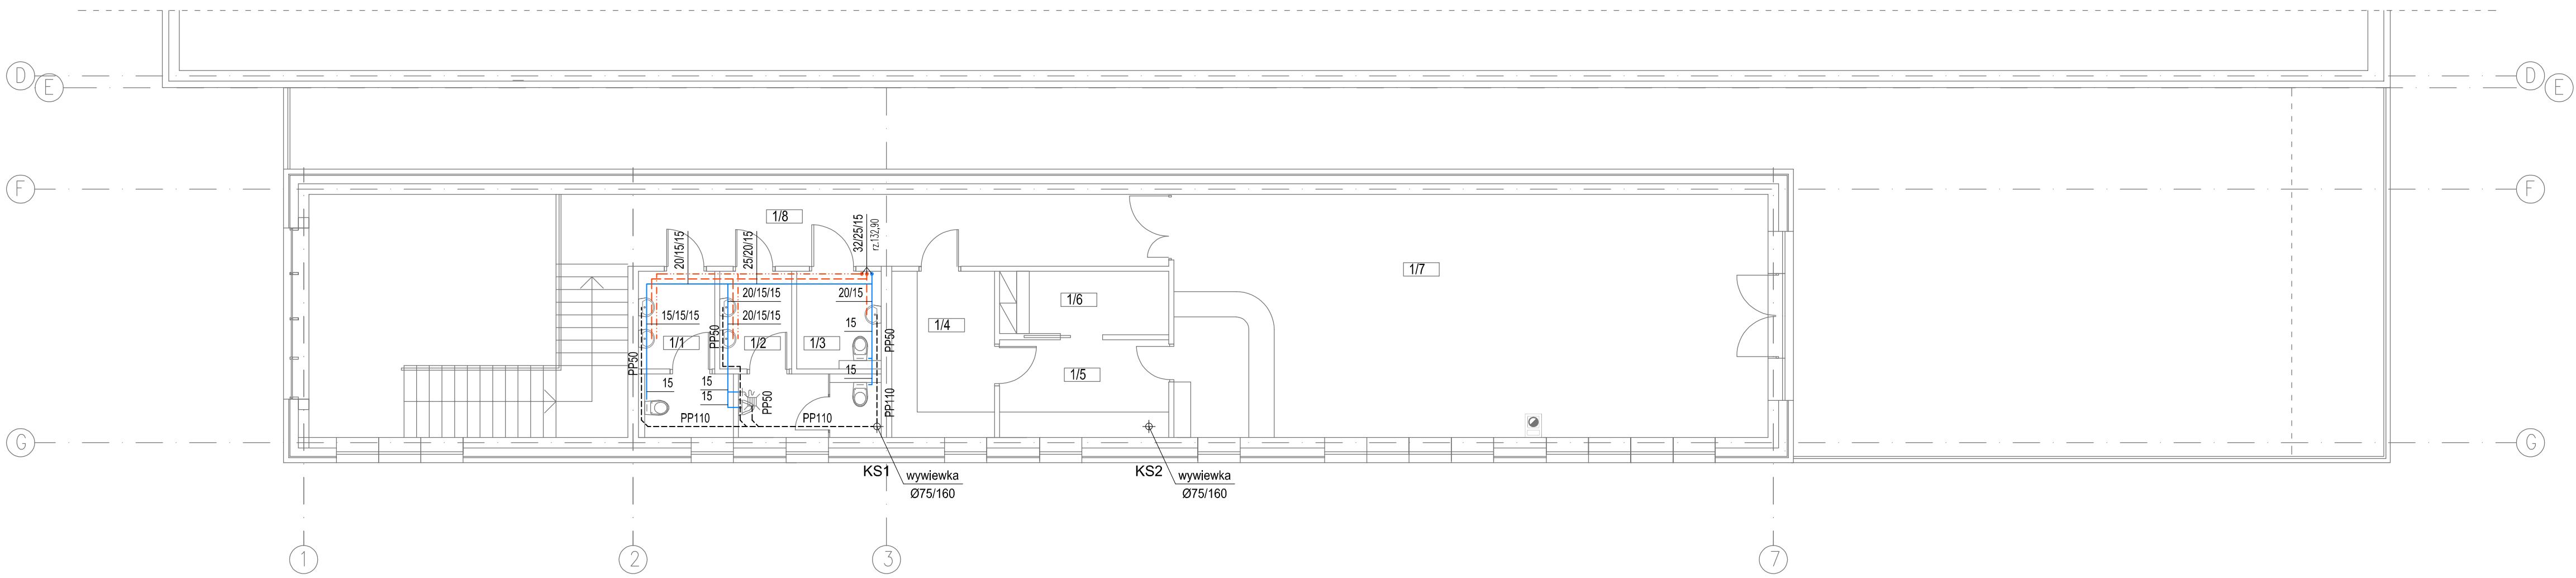 D
D
E
E
F
F
1/8
32/25/15
rz.132,90
20/15/15
25/20/15
1/7
20/15/15
20/15
1/6
15/15/15
20/15/15
15
1/4
PP50
PP50
1/1
1/2
1/3
PP50
1/5
15
15
15
15
PP50
PP110
PP110
PP110
G
G
KS1
wywiewka
Ø75/160
KS2
wywiewka
Ø75/160
1
2
3
7